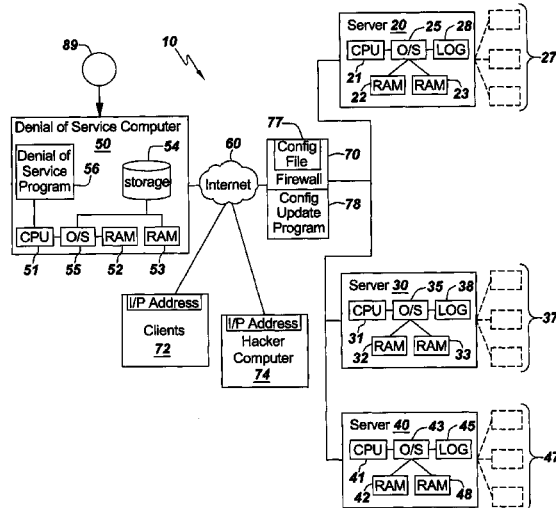 89
10
Denial of Service Computer
50
54
Denial of
Service
Program
56
storage
CPU
O/S
RAM
RAM
51
55
52
53
60
Internet
77
Config
File
70
Firewall
Config
Update
Program
78
I/P Address
Clients
72
I/P Address
Hacker
Computer
74
Server 20
25
28
CPU
O/S
LOG
21
RAM
RAM
22
23
27
Server 30
35
38
CPU
O/S
LOG
31
RAM
RAM
32
33
37
Server 40
43
45
CPU
O/S
LOG
41
RAM
RAM
42
48
47